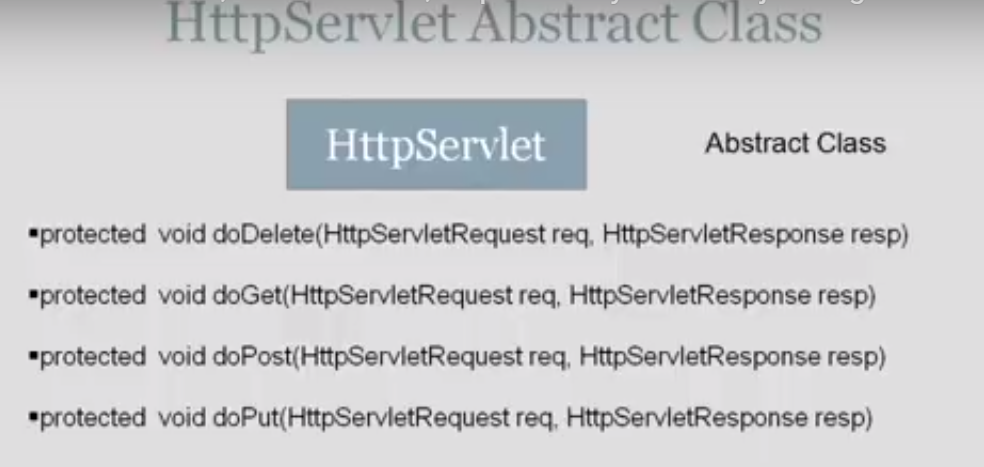 HttpServlet Abstract Class
HttpServlet
Abstract Class
▪protected void doDelete(HttpServletRequest req, HttpServletResponse resp)
▪protected void doGet(HttpServletRequest req, HttpServletResponse resp)
▪protected void doPost(HttpServletRequest req, HttpServletResponse resp)
▪protected void doPut(HttpServletRequest req, HttpServletResponse resp)